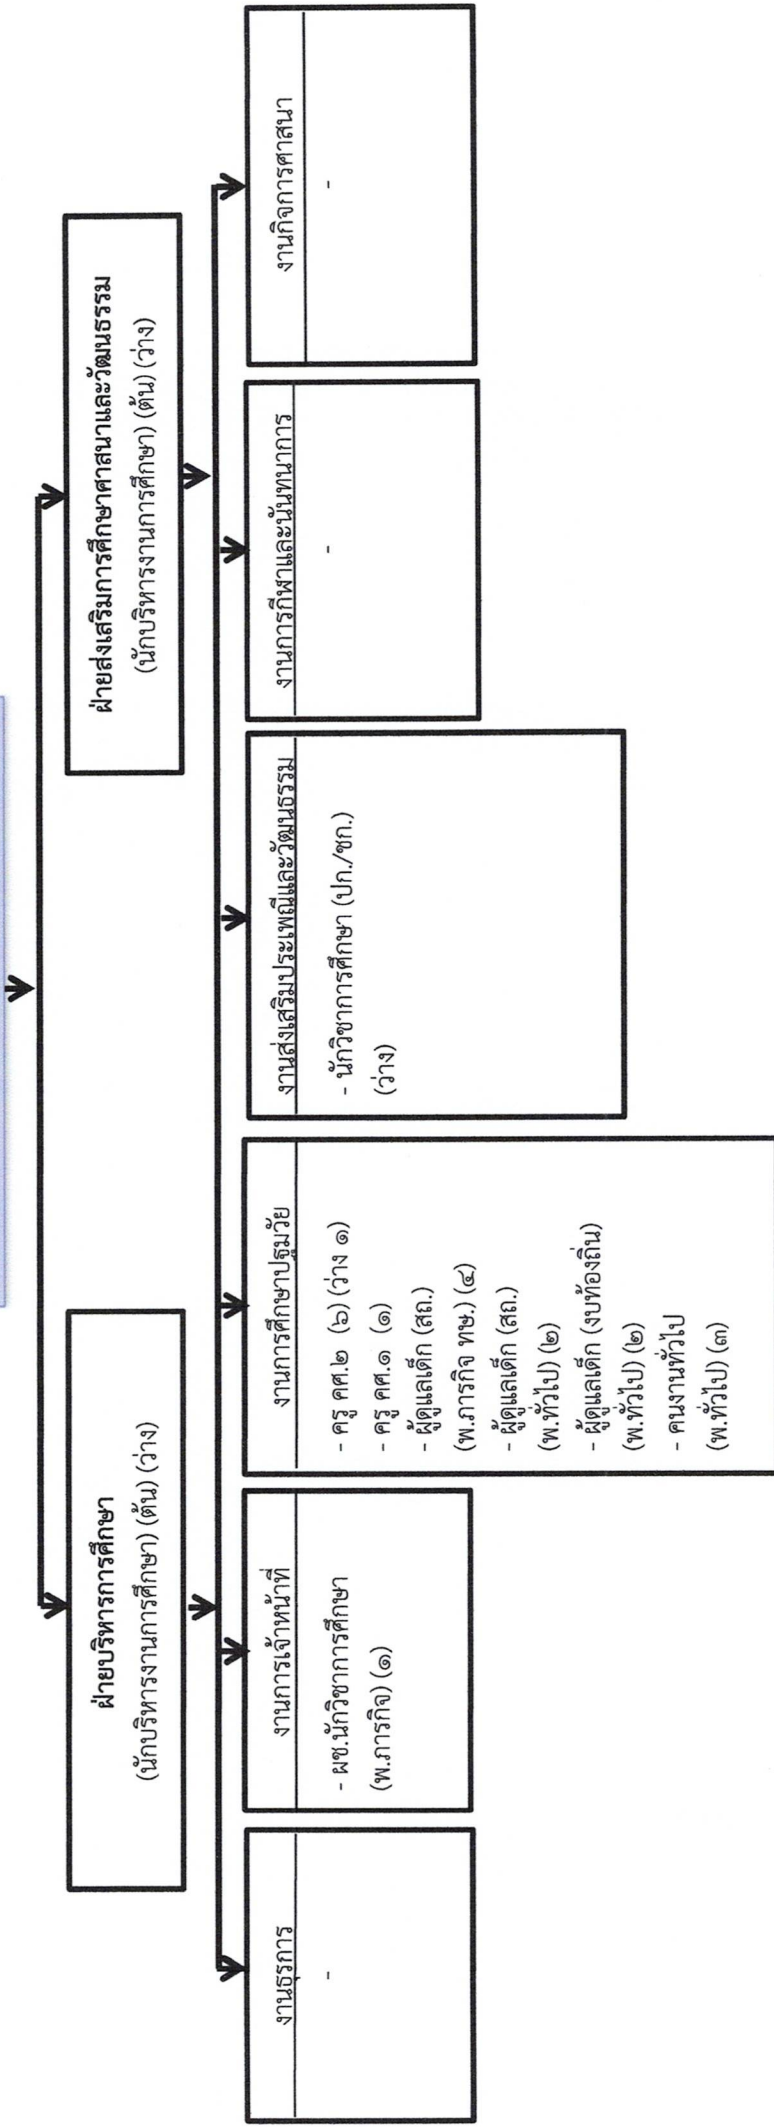 ฝ่ายบริหารการศึกษา
(นักบริหารงานการศึกษา) (ต้น) (ว่าง)
ฝ่ายส่งเสริมการศึกษาศาสนาและวัฒนธรรม
(นักบริหารงานการศึกษา) (ต้น) (ว่าง)
งานธุรการ
-
งานการเจ้าหน้าที่
- ผช.นักวิชาการศึกษา
(พ.ภารกิจ) (๑)
งานการศึกษาปฐมวัย
- ครู คศ.๒ (๖) (ว่าง ๑)
- ครู คศ.๑ (๑)
- ผู้ดูแลเด็ก (สถ.)
(พ.ภารกิจ ทษ.) (๔)
- ผู้ดูแลเด็ก (สถ.)
(พ.ทั่วไป) (๒)
- ผู้ดูแลเด็ก (งบท้องถิ่น)
(พ.ทั่วไป) (๒)
- คนงานทั่วไป
(พ.ทั่วไป) (๓)
งานส่งเสริมประเพณีและวัฒนธรรม
- นักวิชาการศึกษา (ปก./ชก.)
(ว่าง)
งานการกีฬาและนันทนาการ
-
งานกิจการศาสนา
-